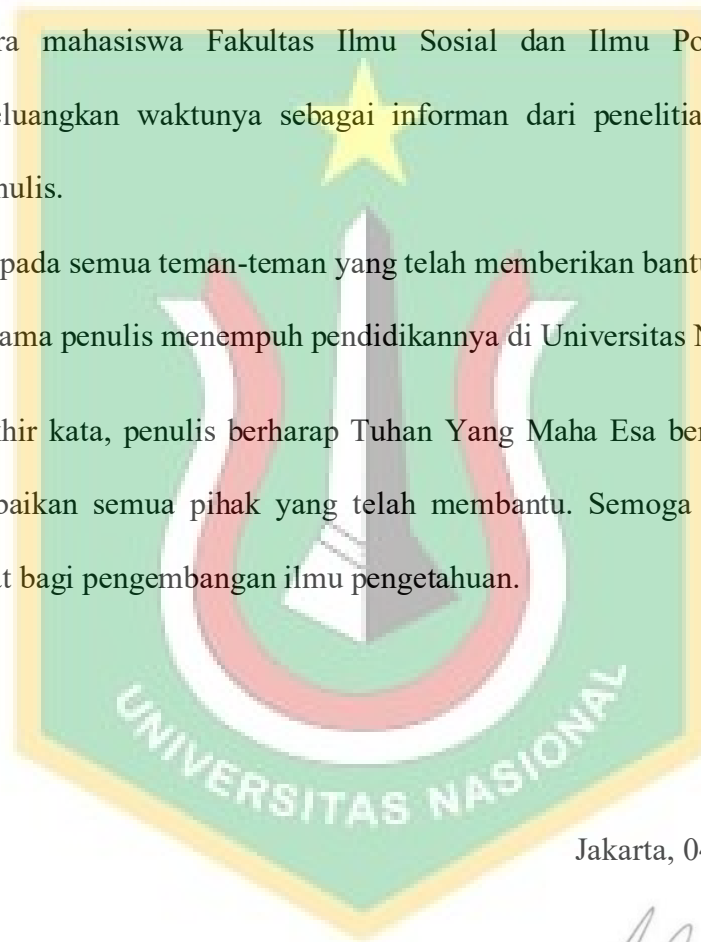 ra mahasiswa Fakultas Ilmu Sosial dan Ilmu Po
eluangkan waktunya sebagai informan dari penelitia
nulis.
pada semua teman-teman yang telah memberikan bantu
ama penulis menempuh pendidikannya di Universitas N
hir kata, penulis berharap Tuhan Yang Maha Esa ber
baikan semua pihak yang telah membantu. Semoga
at bagi pengembangan ilmu pengetahuan.
UNIVERSITAS NASIONAL
Jakarta, 04